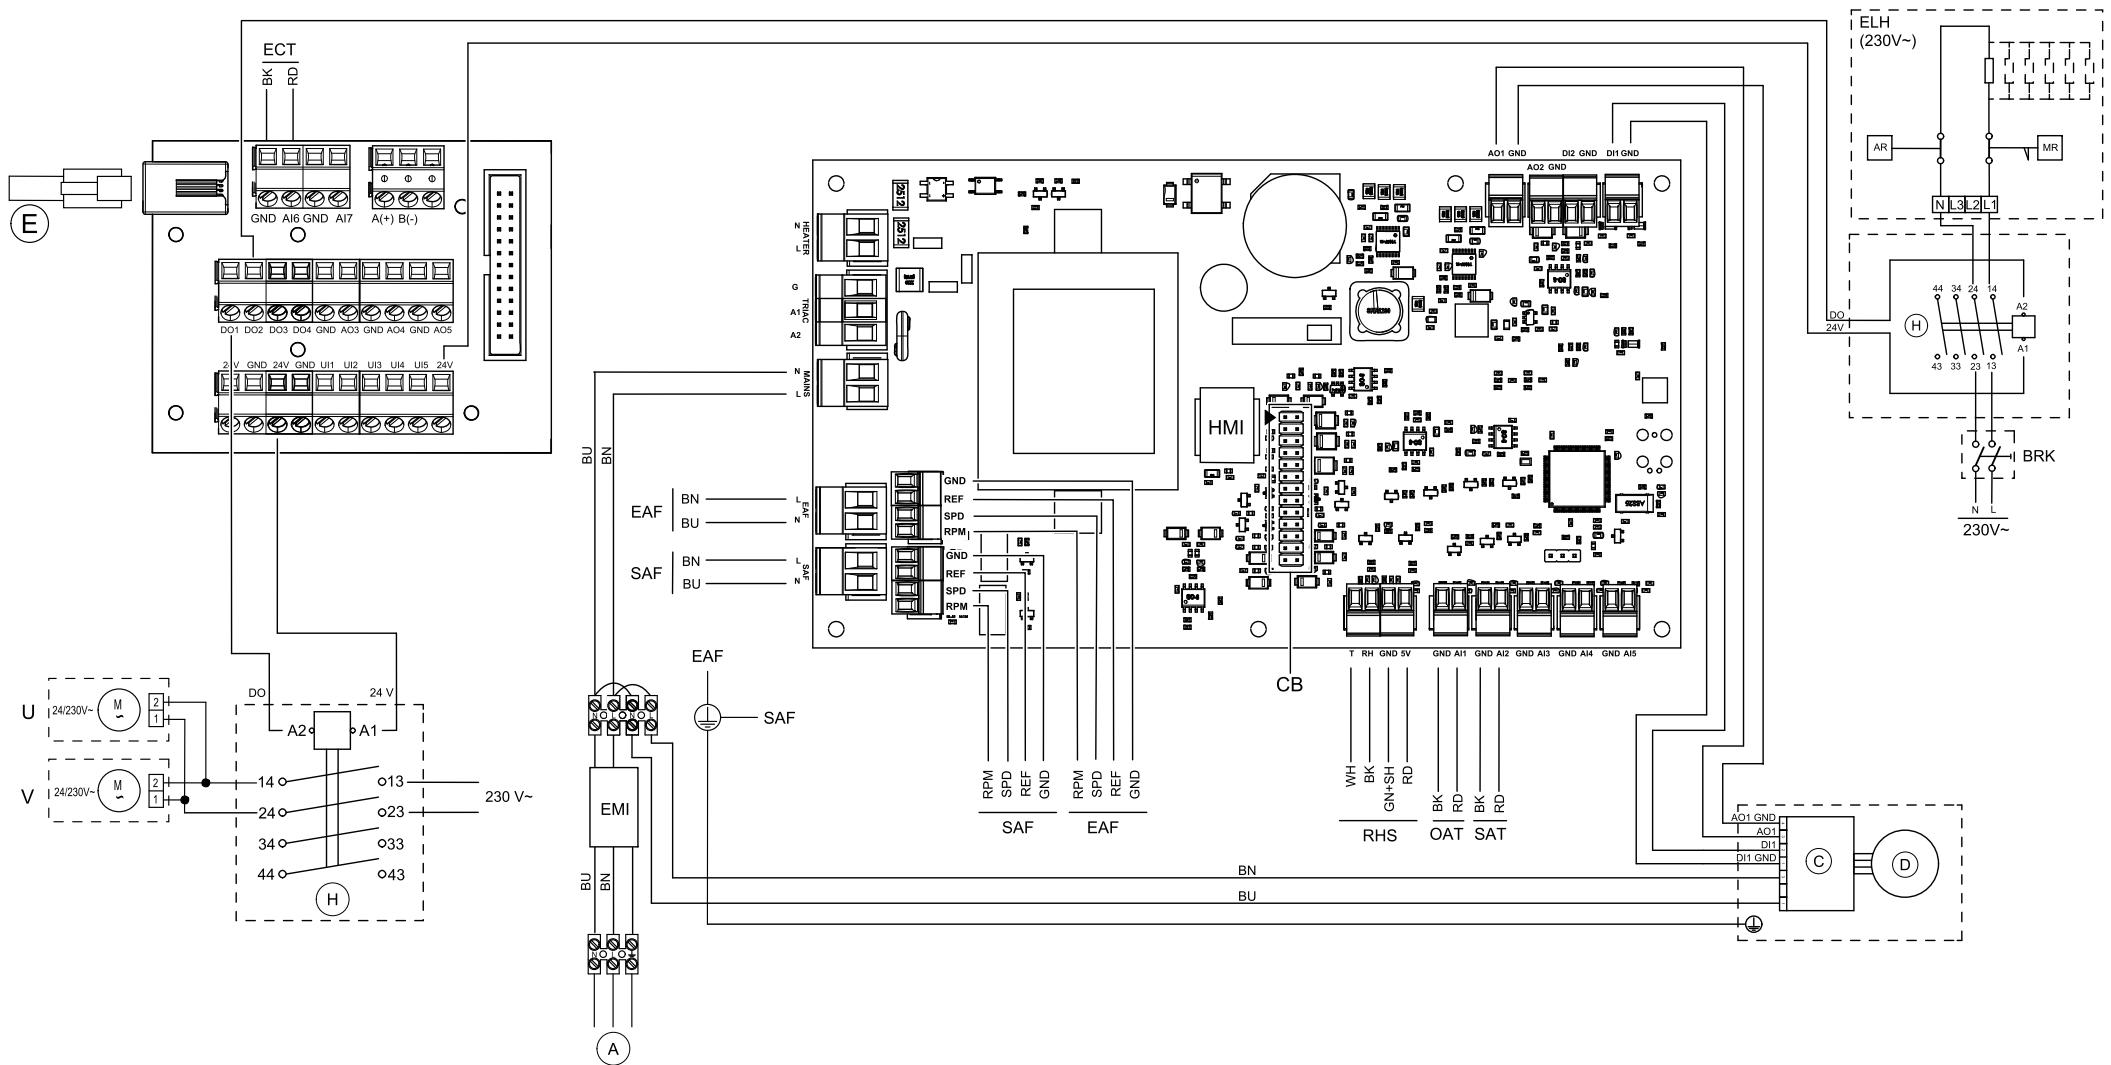 ECT
BK
RD
E
GND AI6 GND AI7
A(+) B(-)
DO1 DO2 DO3 DO4 GND AO3 GND AO4 GND AO5
24V GND 24V GND UI1 UI2 UI3 UI4 UI5 24V
DO
24 V
A2
A1
U
24/230V~
M
~
2
1
V
24/230V~
M
~
2
1
14
13
24
23
34
33
44
43
230 V~
H
BU
BN
EAF
BN
BU
SAF
BN
BU
EAF
SAF
N
L
N
L
EMI
BU
BN
N
L
A
N
L
HEATER
G
A1
A2
TRIAC
N
L
MAINS
L
N
EAF
L
N
SAF
GND
REF
SPD
RPM
GND
REF
SPD
RPM
2512
2512
HMI
CB
RPM
SPD
REF
GND
SAF
RPM
SPD
REF
GND
EAF
AO1 GND
AO2 GND
DI2 GND
DI1 GND
T RH GND 5V
GND AI1
GND AI2
GND AI3
GND AI4
GND AI5
WH
BK
GN+SH
RD
RHS
BK
RD
OAT
BK
RD
SAT
BN
BU
AO1 GND
AO1
DI1
DI1 GND
C
D
ELH
(230V~)
AR
MR
N L3 L2 L1
DO
24V
H
44 34 24 14
43 33 23 13
A2
A1
BRK
N L
230V~